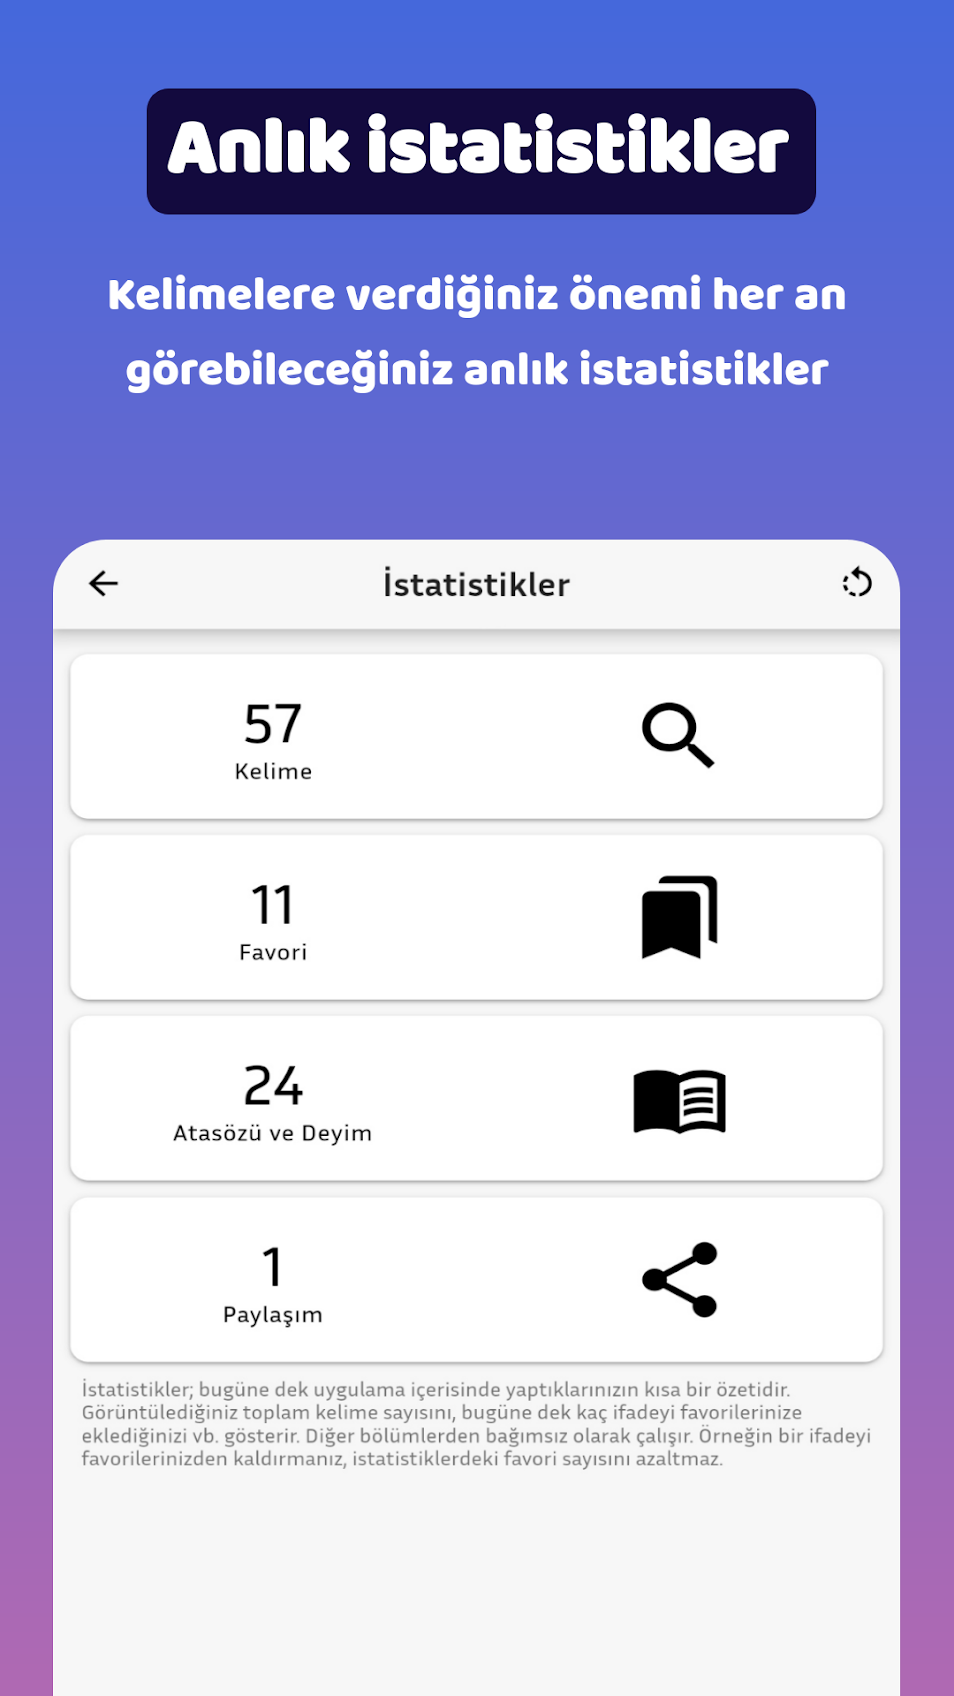 Anlık istatistikler
Kelimelere verdiğiniz önemi her an
görebileceğiniz anlık istatistikler
İstatistikler
57
Kelime
11
Favori
24
Atasözü ve Deyim
1
Paylaşım
İstatistikler; bugüne dek uygulama içerisinde yaptıklarınızın kısa bir özetidir.
Görüntülediğiniz toplam kelime sayısını, bugüne dek kaç ifadeyi favorilerinize
eklediğinizi vb. gösterir. Diğer bölümlerden bağımsız olarak çalışır. Örneğin bir ifadeyi
favorilerinizden kaldırmanız, istatistiklerdeki favori sayısını azaltmaz.